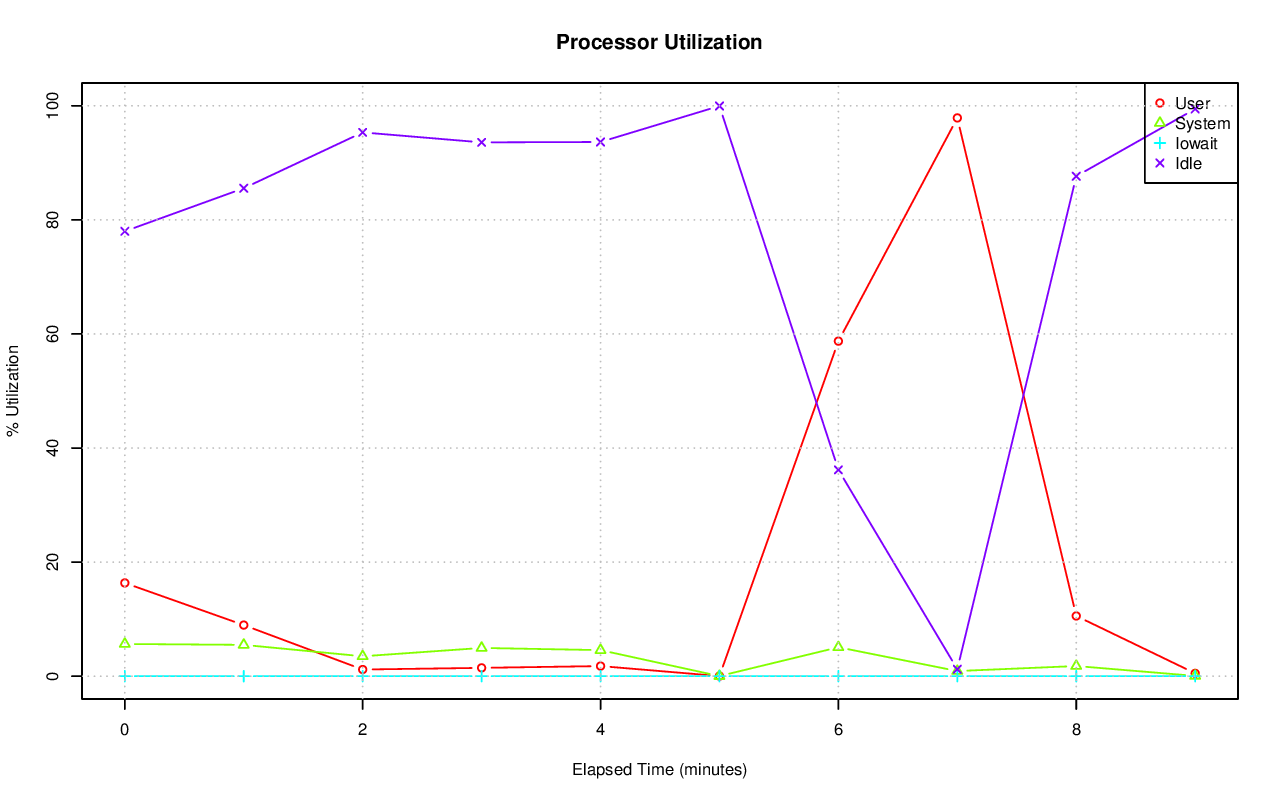 Processor Utilization
100
80
60
40
20
0
% Utilization
User
System
Iowait
Idle
0 2 4 6 8
Elapsed Time (minutes)